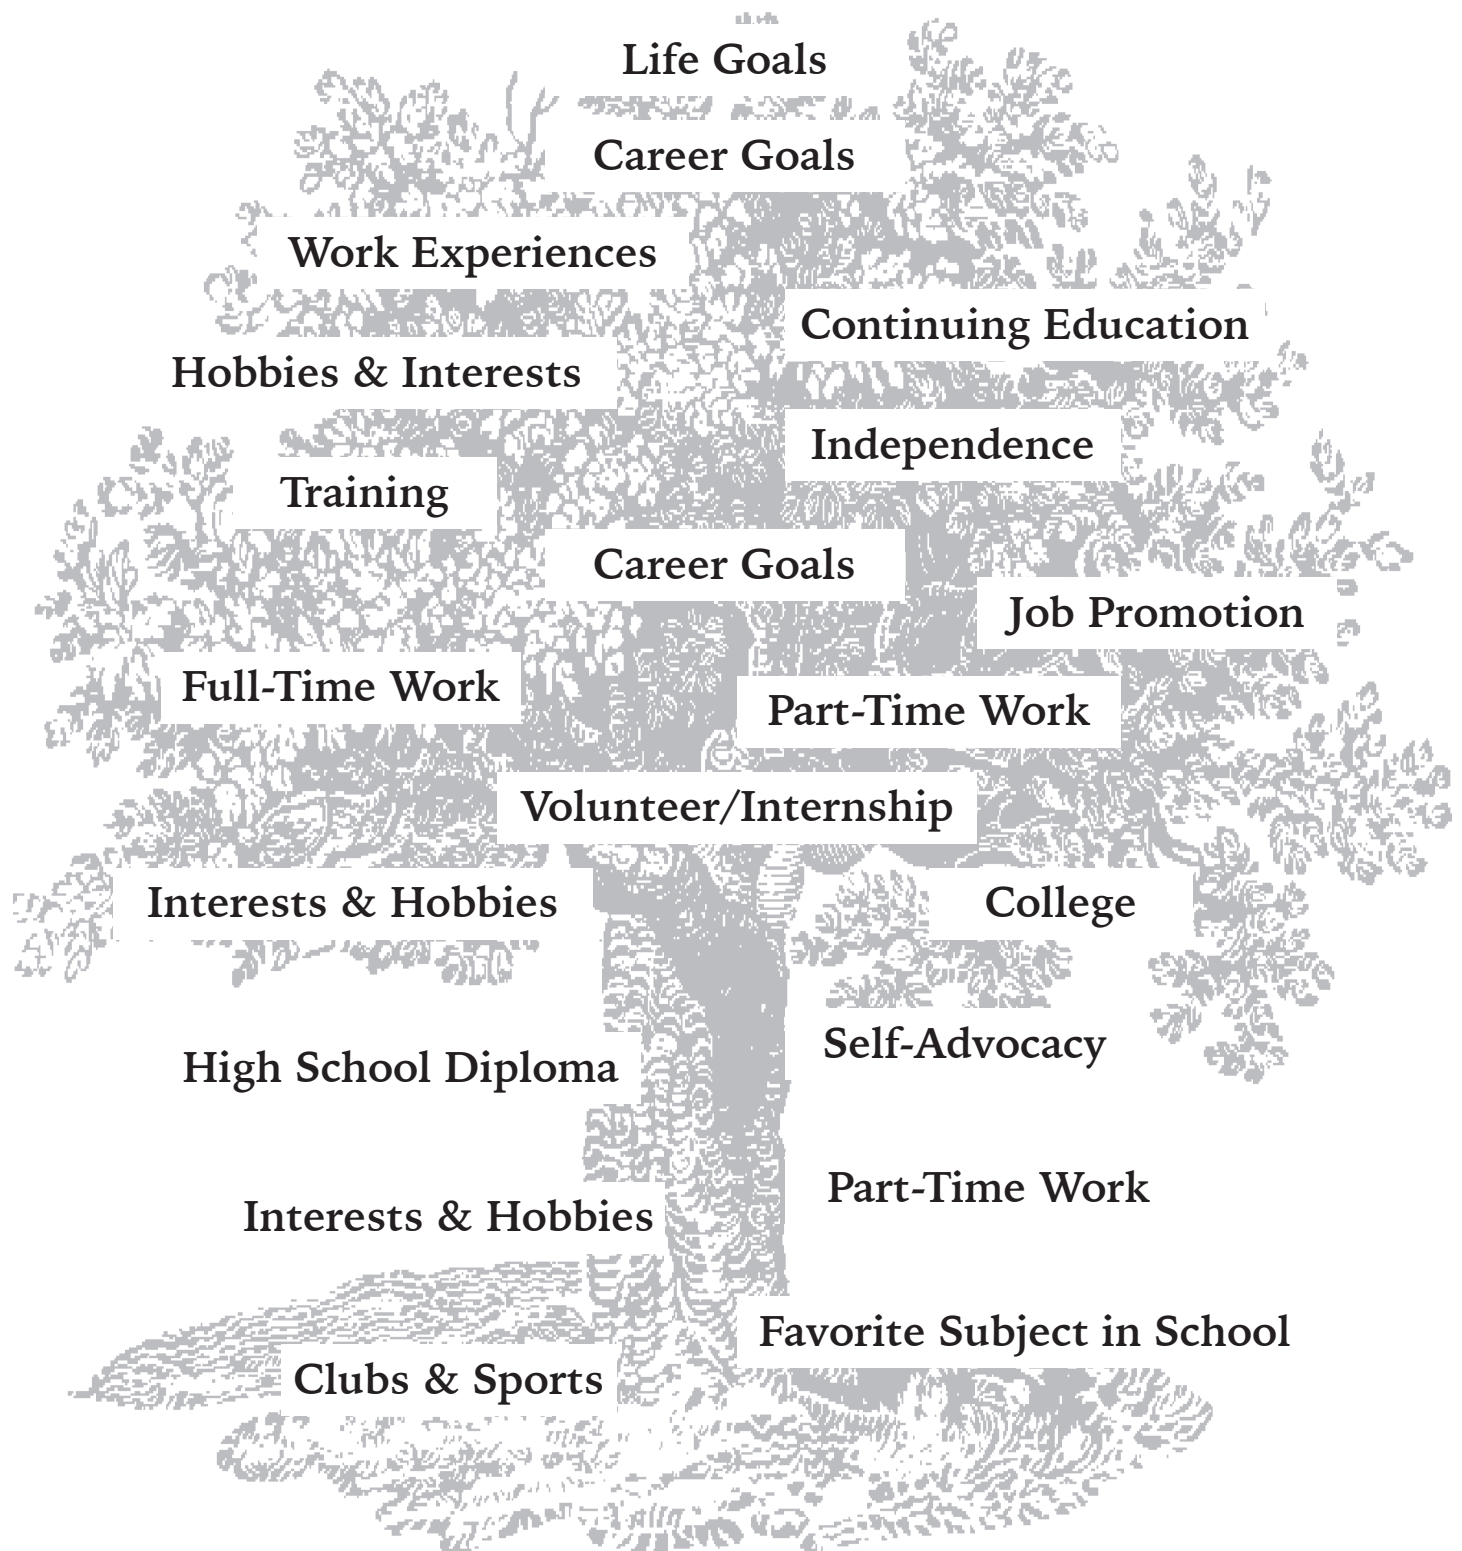 Life Goals
Career Goals
Work Experiences
Continuing Education
Hobbies & Interests
Independence
Training
Career Goals
Job Promotion
Full-Time Work
Part-Time Work
Volunteer/Internship
Interests & Hobbies
College
Self-Advocacy
High School Diploma
Part-Time Work
Interests & Hobbies
Favorite Subject in School
Clubs & Sports